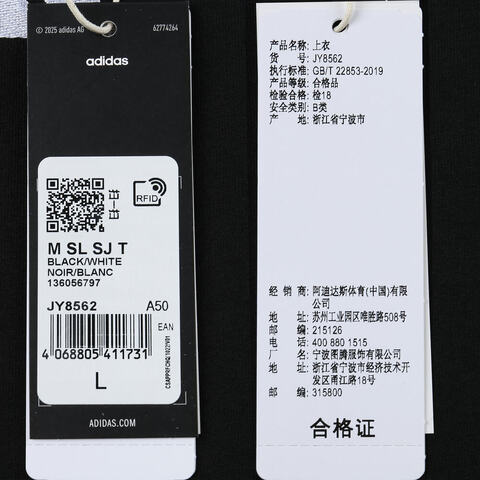 © 2025 adidas AG 62774264
adidas
RFID
M SL SJ T
BLACK/WHITE
NOIR/BLANC
136056797
JY8562 A50
EAN
4 068805 411731
L
ADIDAS.COM
产品名称: 上衣
货 号: JY8562
执行标准: GB/T 22853-2019
产品等级: 合格品
检验合格: 检18
安全类别: B类
产 地: 浙江省宁波市
经 销 商: 阿迪达斯体育(中国)有限
公司
地 址: 苏州工业园区唯胜路508号
邮 编: 215126
电 话: 400 880 1515
厂 名: 宁波图腾服饰有限公司
地 址: 浙江省宁波市经济技术开
发区甬江路18号
邮 编: 315800
合格证